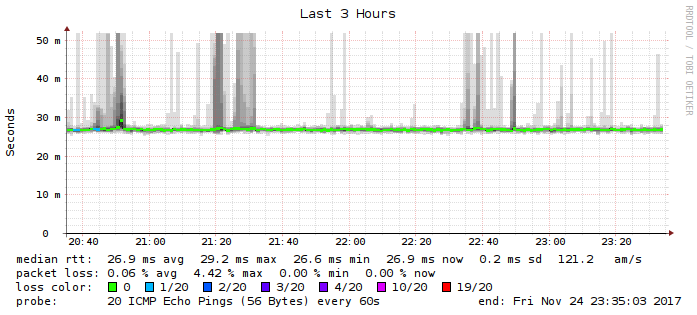 Last 3 Hours
RRDTOOL / TOBI OETIKER
Seconds
50 m
40 m
30 m
20 m
10 m
0
20:40 21:00 21:20 21:40 22:00 22:20 22:40 23:00 23:20
median rtt: 26.9 ms avg 29.2 ms max 26.6 ms min 26.9 ms now 0.2 ms sd 121.2 am/s
packet loss: 0.06 % avg 4.42 % max 0.00 % min 0.00 % now
loss color: 0 1/20 2/20 3/20 4/20 10/20 19/20
probe: 20 ICMP Echo Pings (56 Bytes) every 60s end: Fri Nov 24 23:35:03 2017